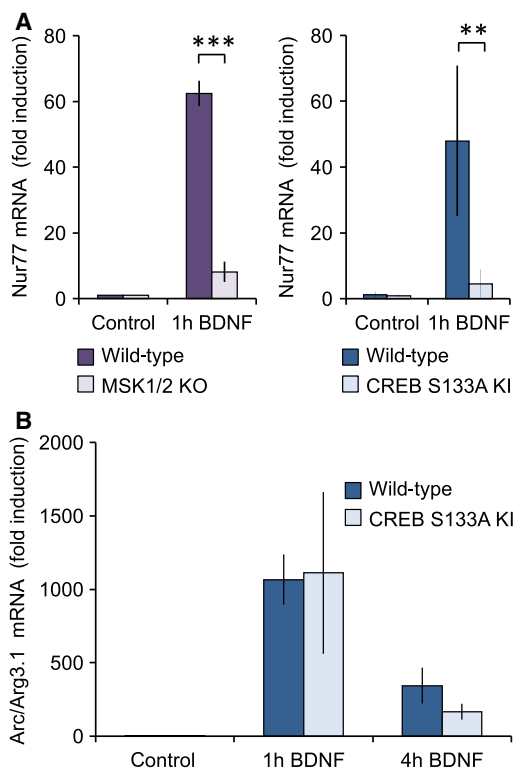 A
Nur77 mRNA (fold induction)
80
60
40
20
0
***
Control 1h BDNF
Wild-type
MSK1/2 KO
Nur77 mRNA (fold induction)
80
60
40
20
0
**
Control 1h BDNF
Wild-type
CREB S133A KI
B
Arc/Arg3.1 mRNA (fold induction)
2000
1500
1000
500
0
Wild-type
CREB S133A KI
Control 1h BDNF 4h BDNF